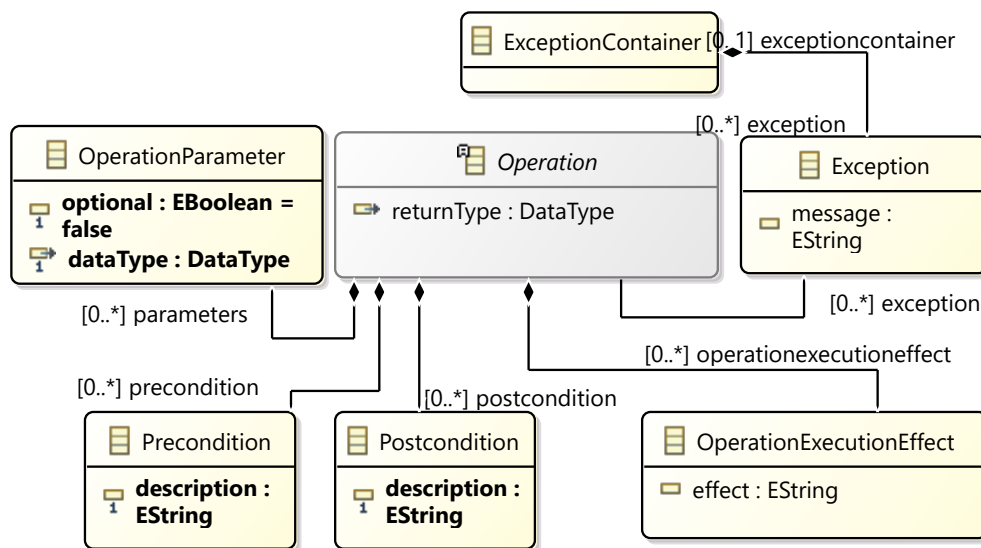 ExceptionContainer
[0..1] exceptioncontainer
[0..*] exception
OperationParameter
optional : EBoolean =
false
dataType : DataType
Operation
returnType : DataType
Exception
message :
EString
[0..*] parameters
[0..*] exception
[0..*] precondition
[0..*] postcondition
[0..*] operationexecutioneffect
Precondition
description :
EString
Postcondition
description :
EString
OperationExecutionEffect
effect : EString